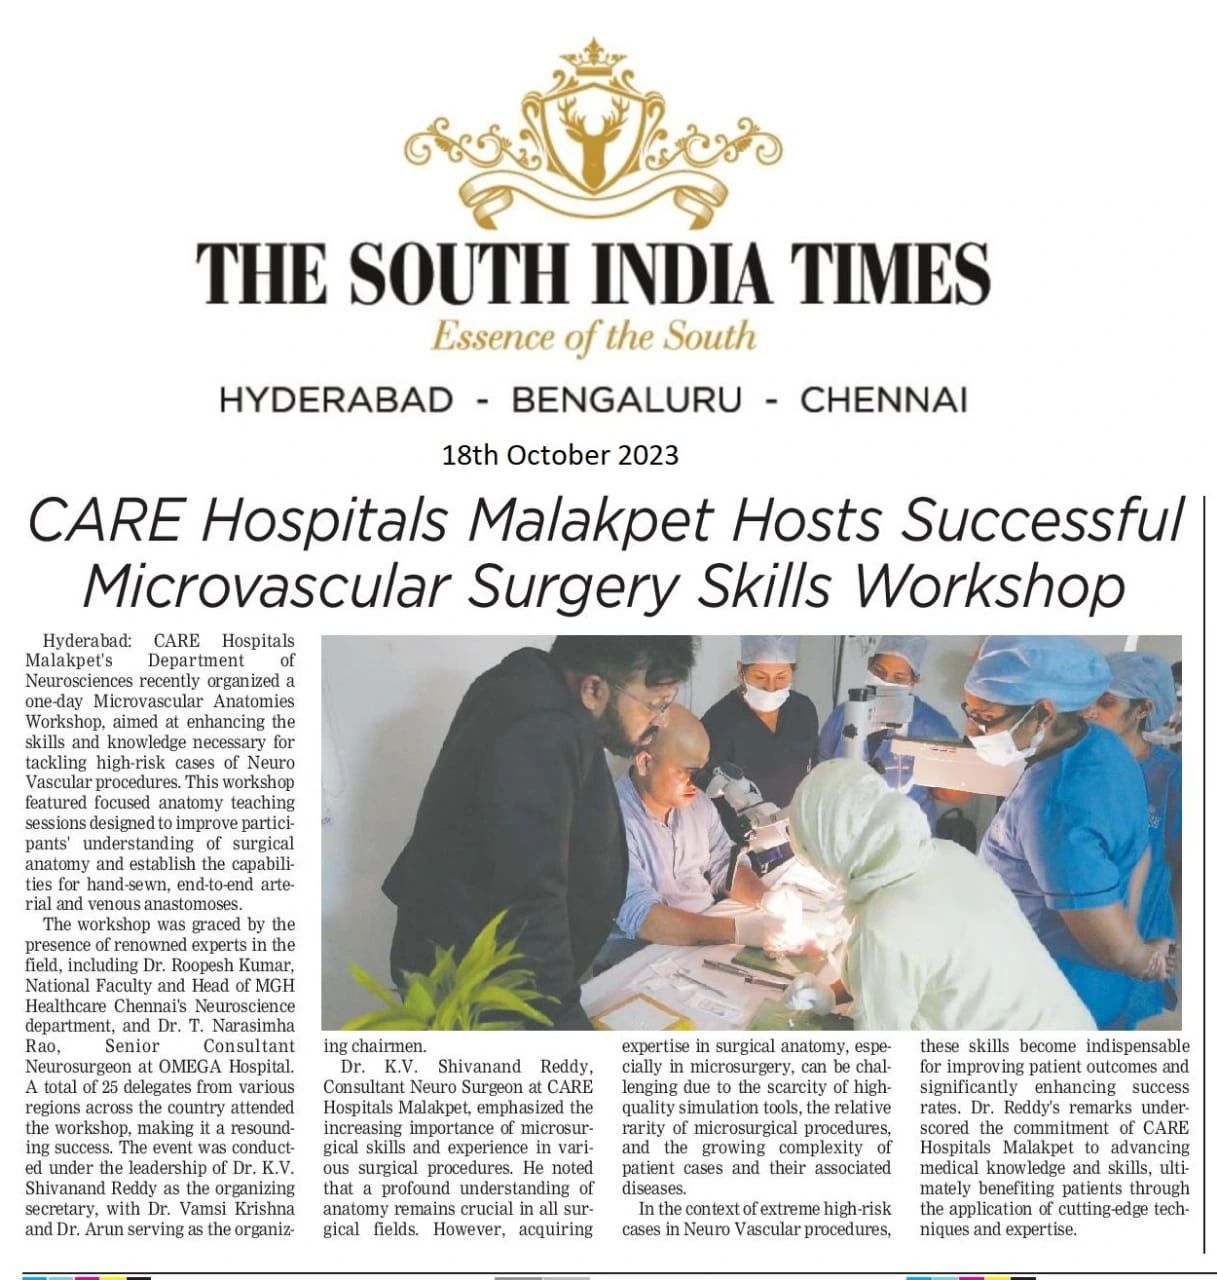 THE SOUTH INDIA TIMES
Essence of the South
HYDERABAD - BENGALURU - CHENNAI
18th October 2023
CARE Hospitals Malakpet Hosts Successful
Microvascular Surgery Skills Workshop
Hyderabad: CARE Hospitals
Malakpet's Department of
Neurosciences recently organized a
one-day Microvascular Anatomies
Workshop, aimed at enhancing the
skills and knowledge necessary for
tackling high-risk cases of Neuro
Vascular procedures. This workshop
featured focused anatomy teaching
sessions designed to improve partici-
pants' understanding of surgical
anatomy and establish the capabili-
ties for hand-sewn, end-to-end arte-
rial and venous anastomoses.
The workshop was graced by the
presence of renowned experts in the
field, including Dr. Roopesh Kumar,
National Faculty and Head of MGH
Healthcare Chennai's Neuroscience
department, and Dr. T. Narasimha
Rao, Senior Consultant
Neurosurgeon at OMEGA Hospital.
A total of 25 delegates from various
regions across the country attended
the workshop, making it a resound-
ing success. The event was conduct-
ed under the leadership of Dr. K.V.
Shivanand Reddy as the organizing
secretary, with Dr. Vamsi Krishna
and Dr. Arun serving as the organiz-
ing chairmen.
Dr. K.V. Shivanand Reddy,
Consultant Neuro Surgeon at CARE
Hospitals Malakpet, emphasized the
increasing importance of microsur-
gical skills and experience in vari-
ous surgical procedures. He noted
that a profound understanding of
anatomy remains crucial in all sur-
gical fields. However, acquiring
expertise in surgical anatomy, espe-
cially in microsurgery, can be chal-
lenging due to the scarcity of high-
quality simulation tools, the relative
rarity of microsurgical procedures,
and the growing complexity of
patient cases and their associated
diseases.
In the context of extreme high-risk
cases in Neuro Vascular procedures,
these skills become indispensable
for improving patient outcomes and
significantly enhancing success
rates. Dr. Reddy's remarks under-
scored the commitment of CARE
Hospitals Malakpet to advancing
medical knowledge and skills, ulti-
mately benefiting patients through
the application of cutting-edge tech-
niques and expertise.